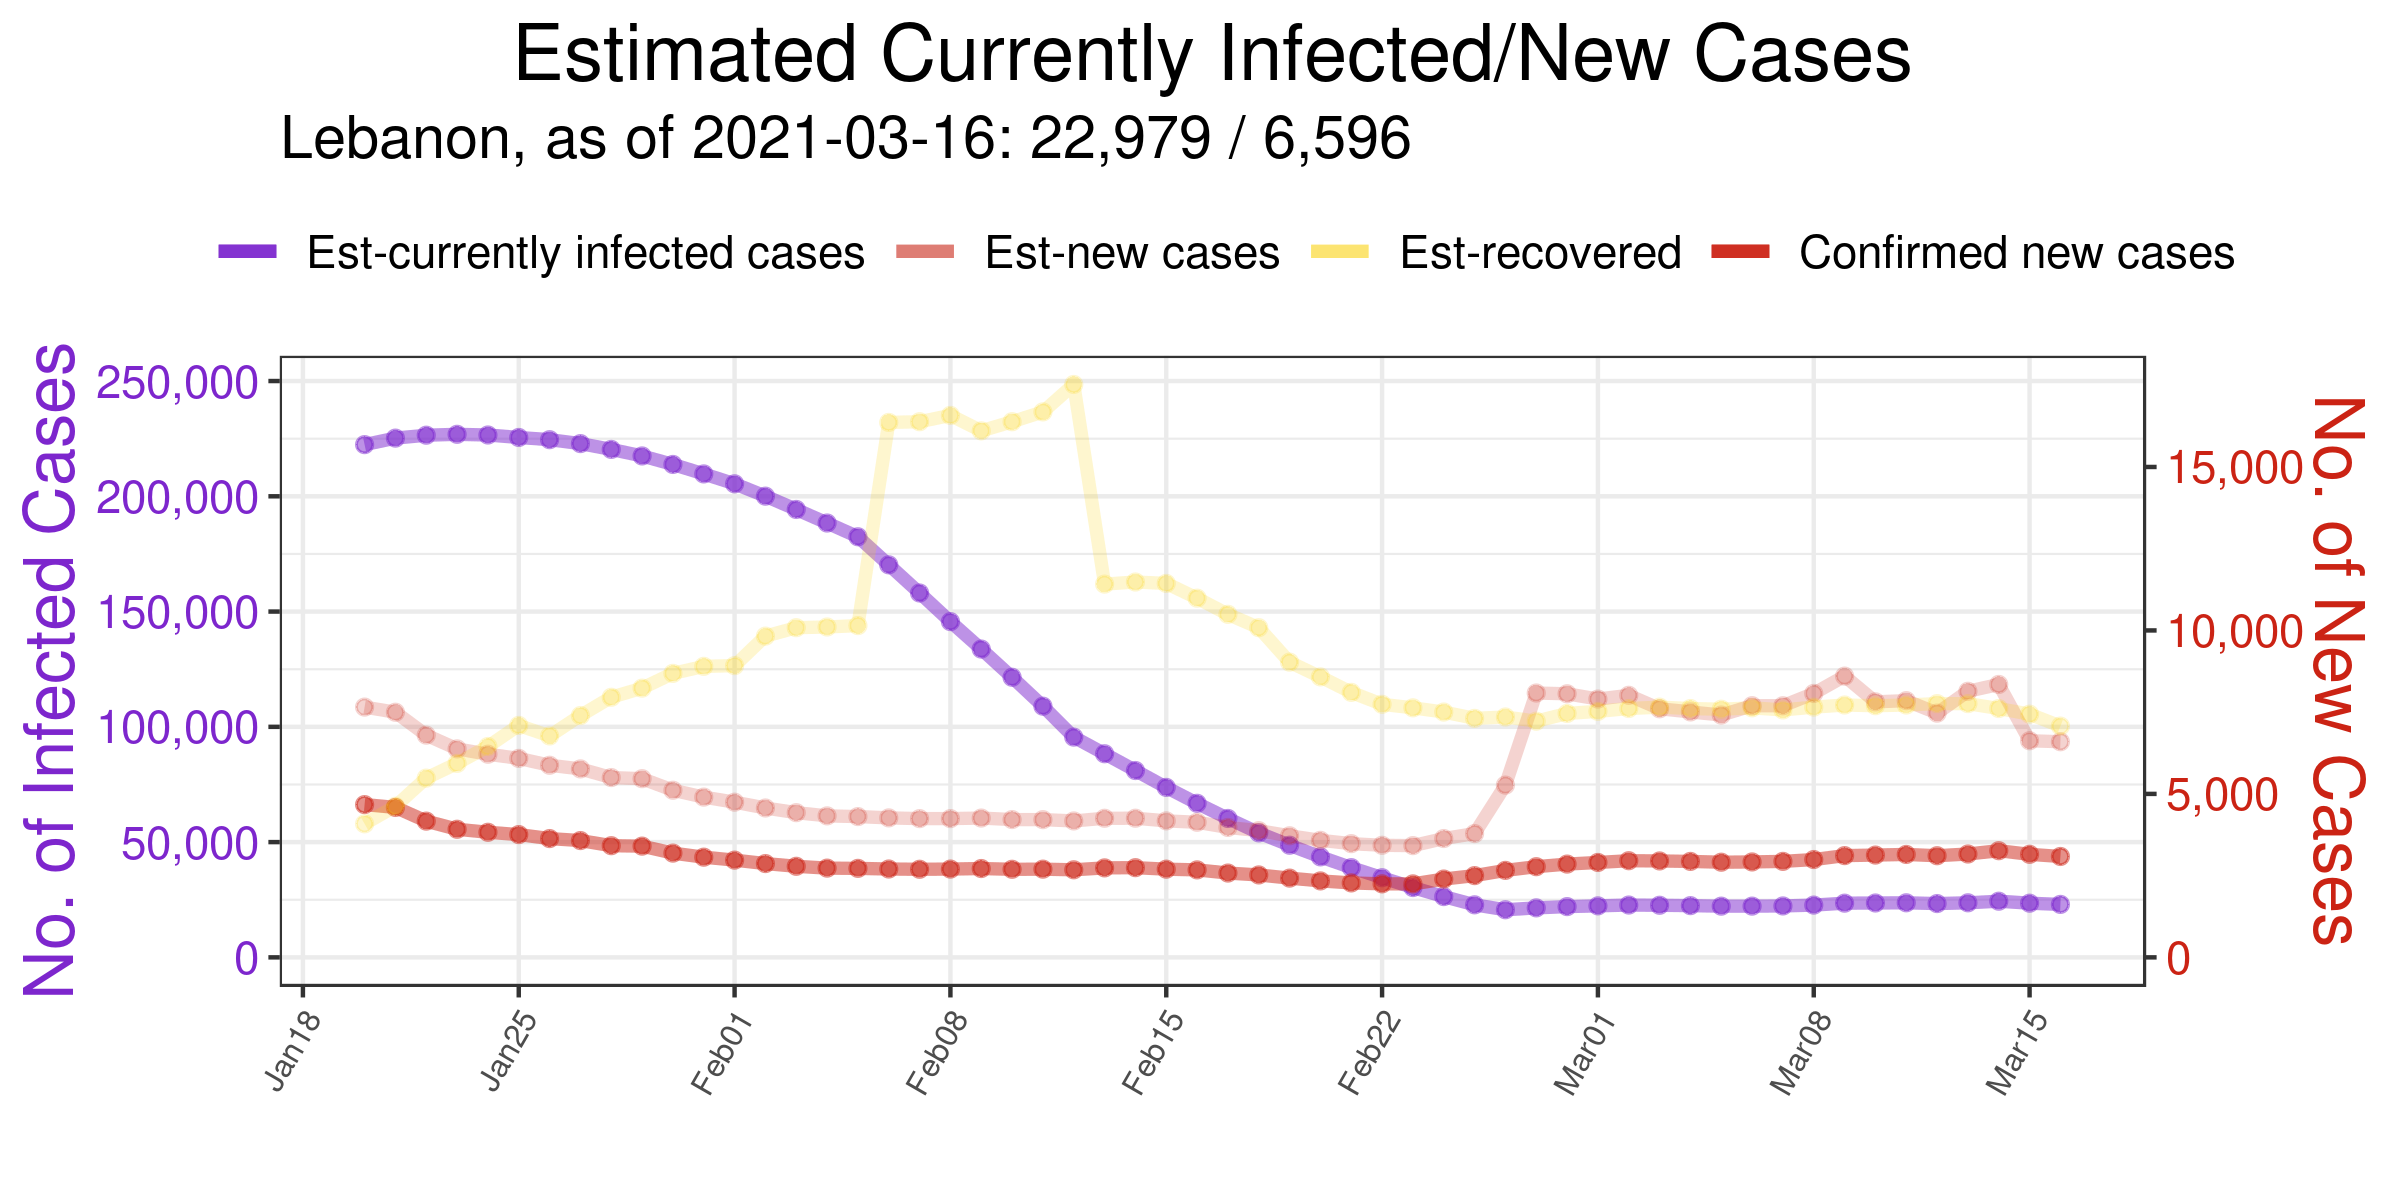 Estimated Currently Infected/New Cases
Lebanon, as of 2021-03-16: 22,979 / 6,596
Est-currently infected cases Est-new cases Est-recovered Confirmed new cases
No. of Infected Cases
250,000
200,000
150,000
100,000
50,000
0
15,000
10,000
5,000
0
No. of New Cases
Jan18 Jan25 Feb01 Feb08 Feb15 Feb22 Mar01 Mar08 Mar15